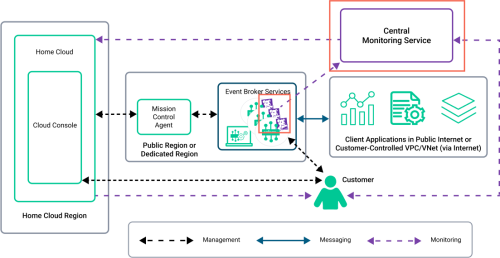 Central
Monitoring Service
Home Cloud
Cloud Console
Home Cloud Region
Mission
Control
Agent
Public Region or
Dedicated Region
Event Broker Services
Client Applications in Public Internet or
Customer-Controlled VPC/VNet (via Internet)
Customer
Management
Messaging
Monitoring